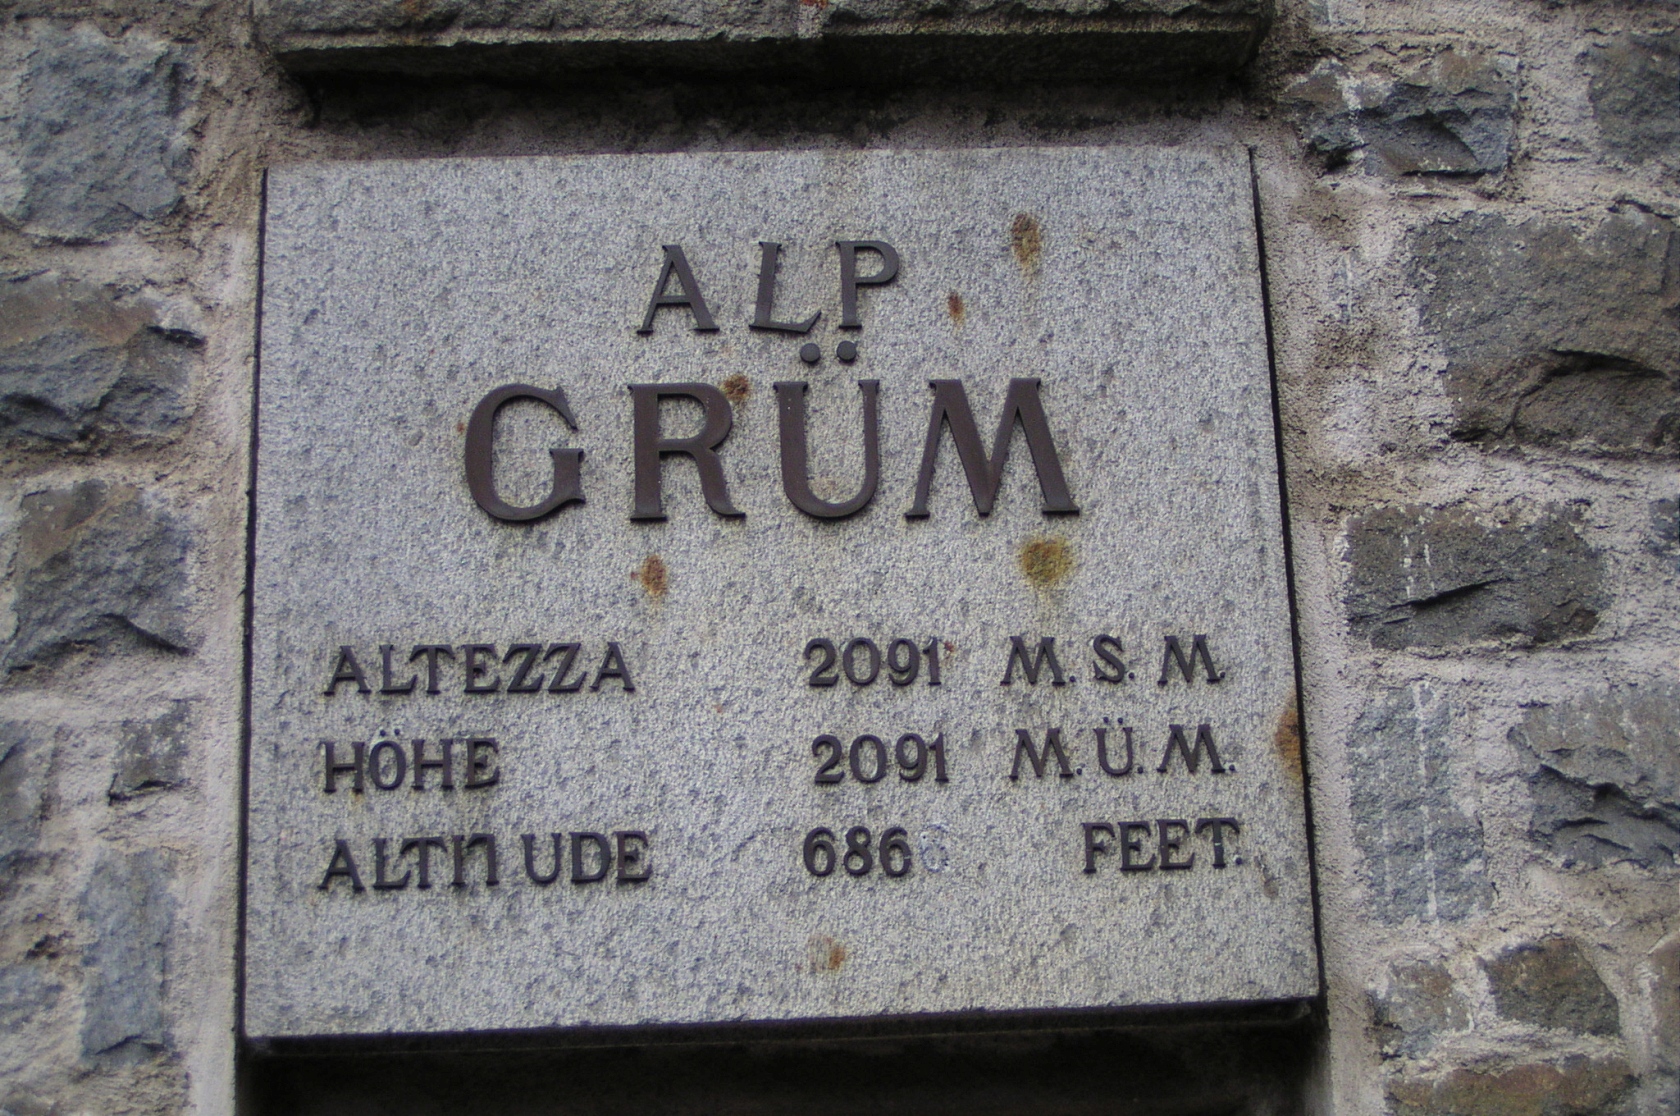 ALP
GRÜM
ALTEZZA 2091 M.S.M.
HÖHE 2091 M.Ü.M.
ALTITUDE 686 FEET.